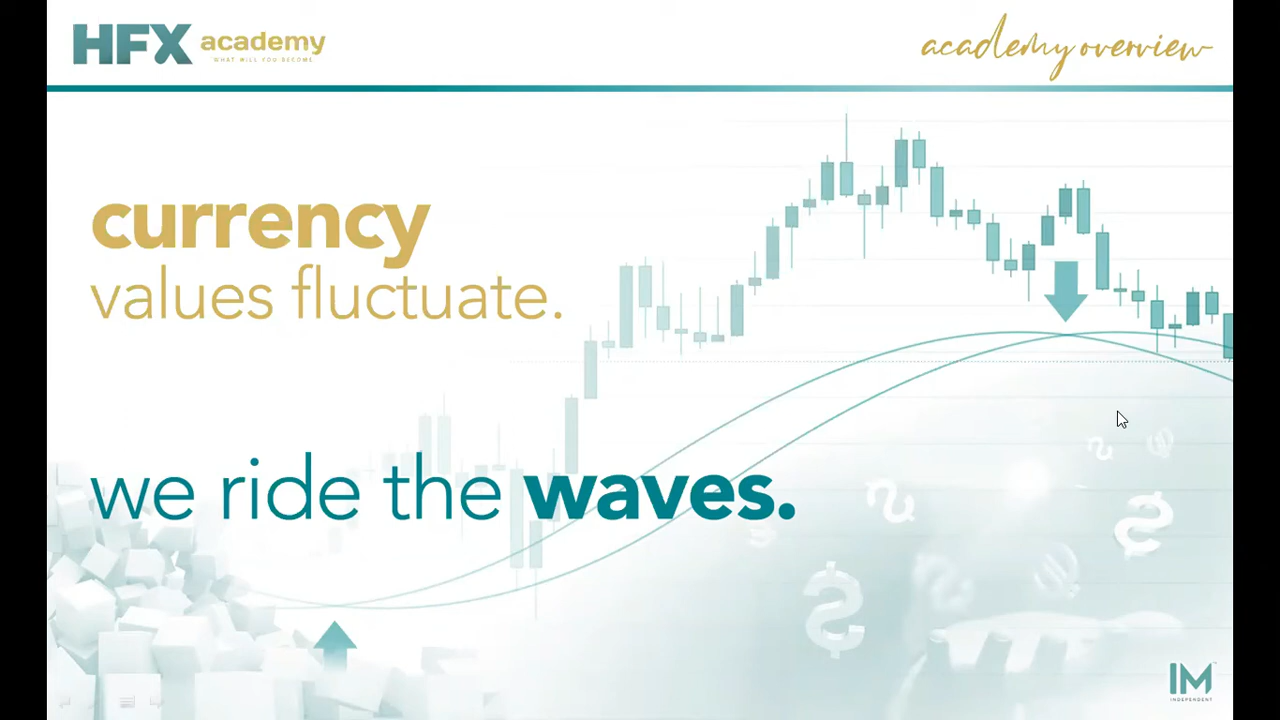 HFX academy
WHAT WILL YOU BECOME
academy overview
currency
values fluctuate.
we ride the waves.
IM
INDEPENDENT